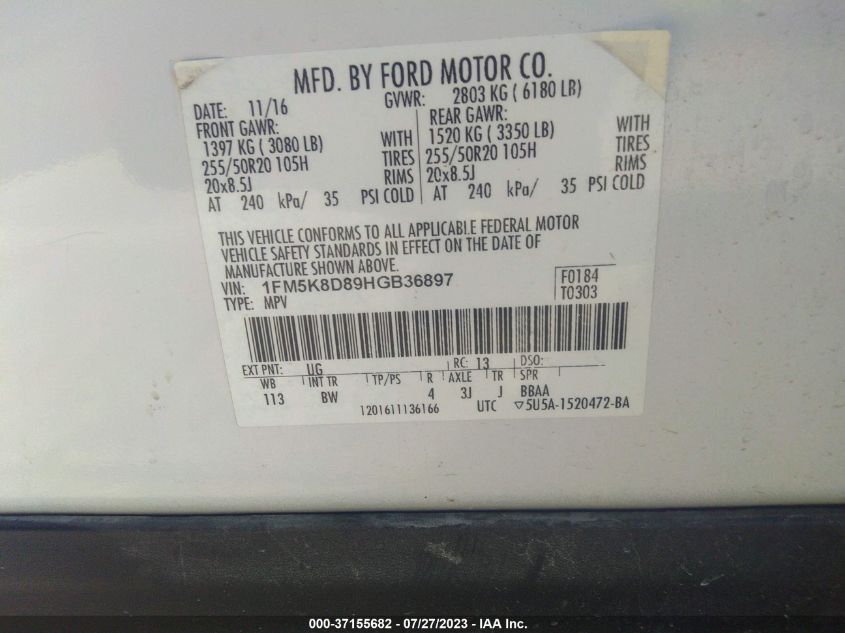 MFD. BY FORD MOTOR CO.
DATE: 11/16 GVWR: 2803 KG ( 6180 LB)
FRONT GAWR: REAR GAWR:
1397 KG ( 3080 LB) WITH 1520 KG ( 3350 LB) WITH
255/50R20 105H TIRES 255/50R20 105H TIRES
20x8.5J RIMS 20x8.5J RIMS
AT 240 kPa/ 35 PSI COLD AT 240 kPa/ 35 PSI COLD
THIS VEHICLE CONFORMS TO ALL APPLICABLE FEDERAL MOTOR
VEHICLE SAFETY STANDARDS IN EFFECT ON THE DATE OF
MANUFACTURE SHOWN ABOVE.
VIN: 1FM5K8D89HGB36897 F0184
TYPE: MPV T0303
EXT PNT: UG RC: 13 DSO:
WB INT TR TP/PS R AXLE TR SPR
113 BW 4 3J J BBAA
1201611136166 UTC ▽5U5A-1520472-BA
000-37155682 - 07/27/2023 - IAA Inc.